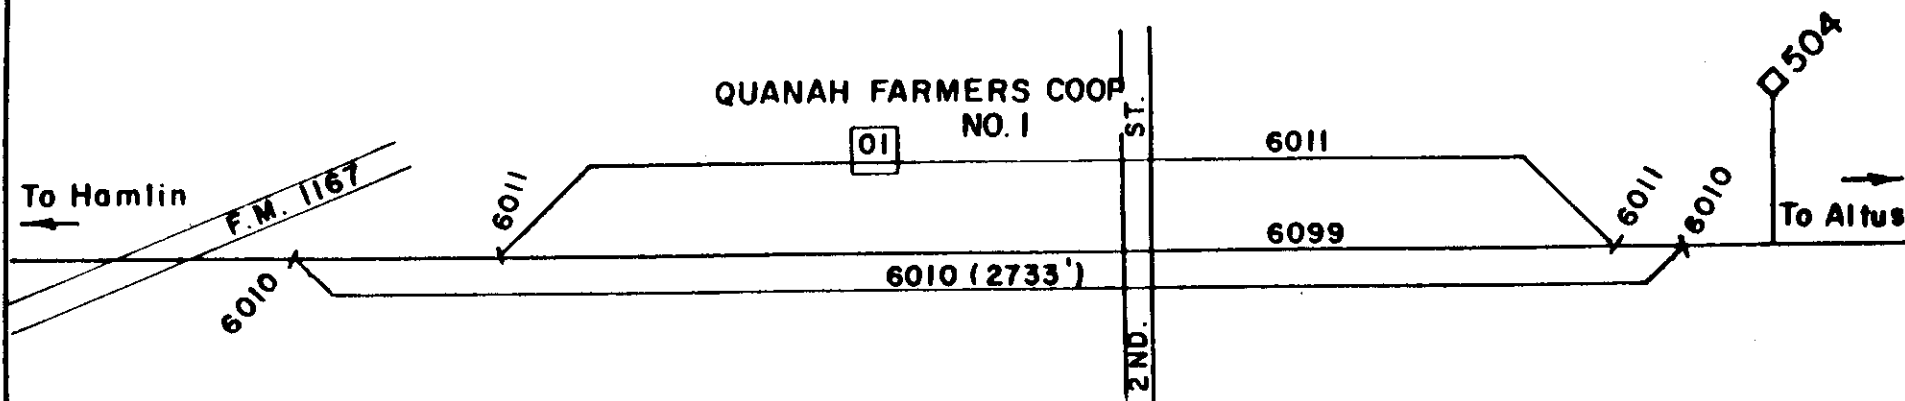 504
QUANAH FARMERS COOP
NO. 1
ST.
01
6011
To Hamlin
F.M. 1167
6011
6011
6010
To Altus
6099
6010 (2733')
6010
2ND.